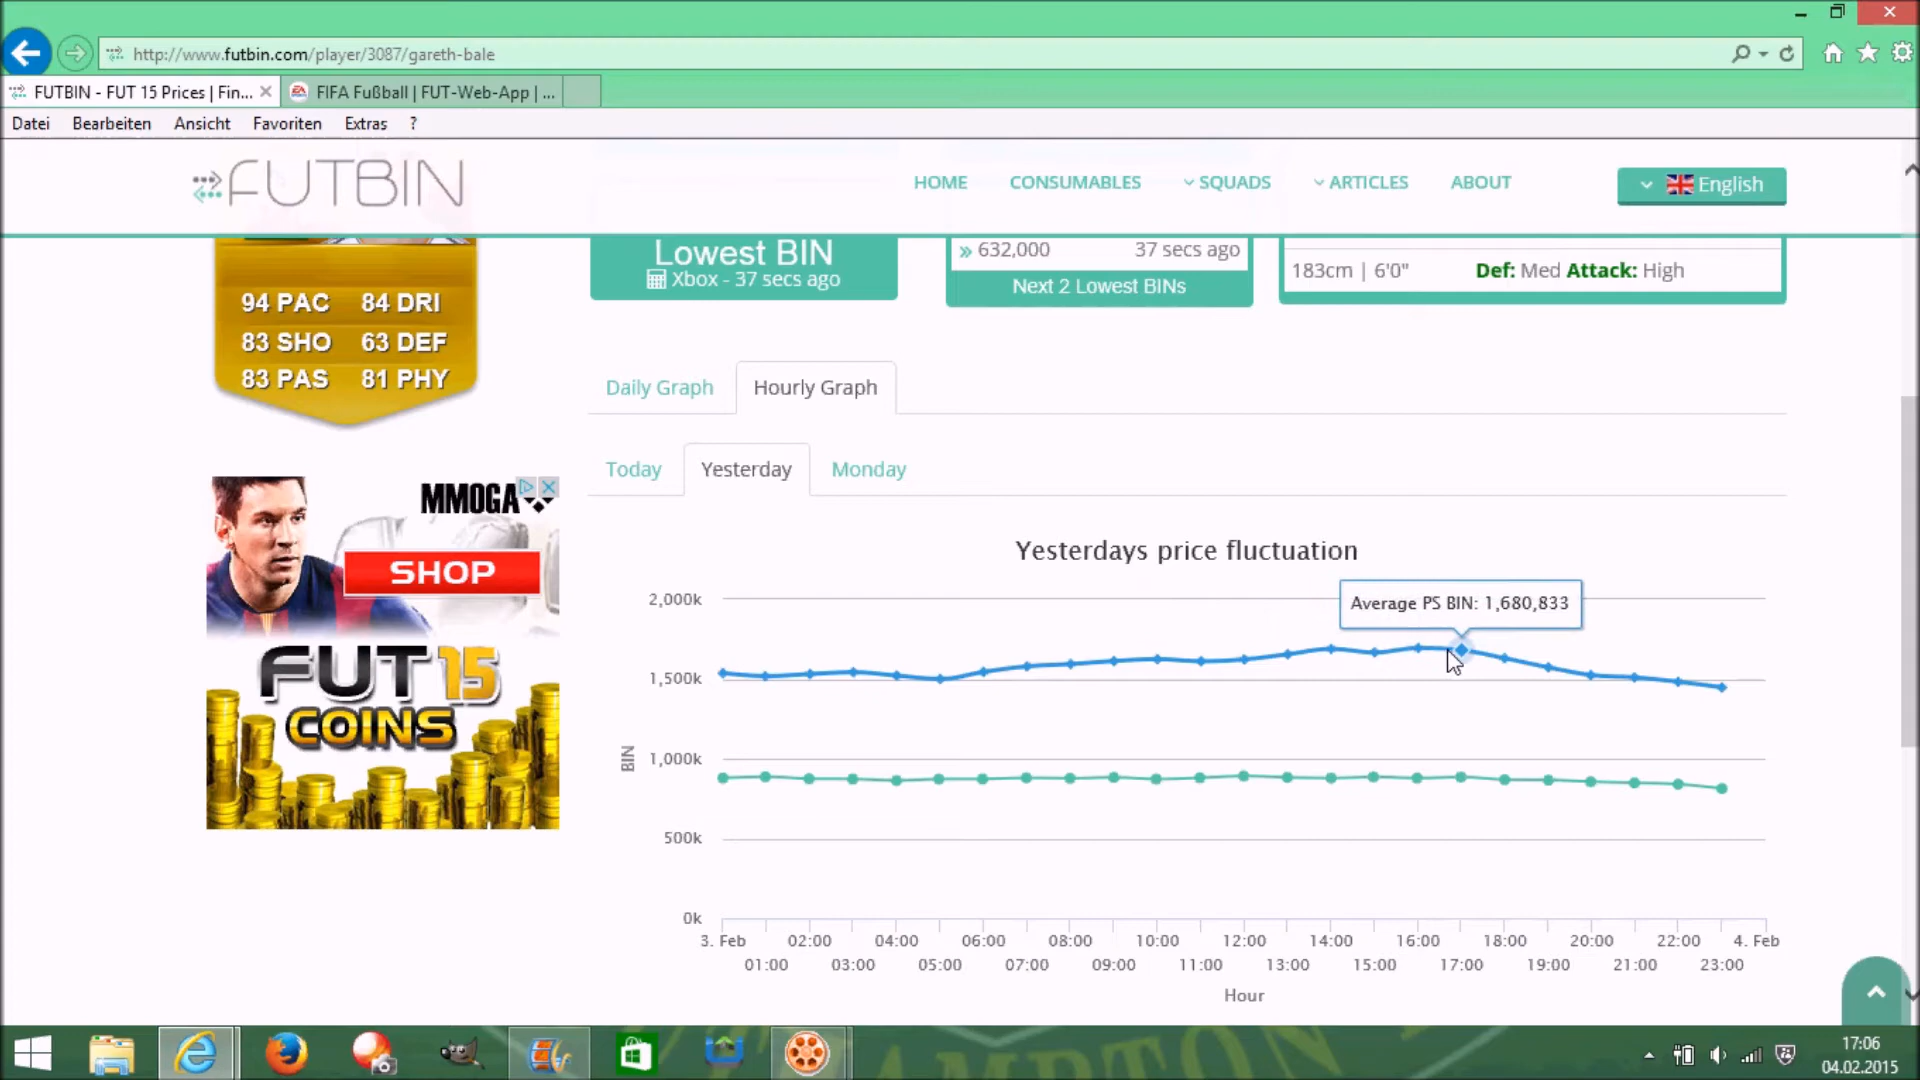 http://www.futbin.com/player/3087/gareth-bale
FUTBIN - FUT 15 Prices | Fin...
FIFA Fußball | FUT-Web-App | ...
Datei Bearbeiten Ansicht Favoriten Extras ?
FUTBIN
HOME CONSUMABLES SQUADS ARTICLES ABOUT English
Lowest BIN
Xbox - 37 secs ago
» 632,000 37 secs ago
Next 2 Lowest BINs
183cm | 6'0" Def: Med Attack: High
94 PAC 84 DRI
83 SHO 63 DEF
83 PAS 81 PHY
Daily Graph Hourly Graph
Today Yesterday Monday
MMOGA
SHOP
FUT 15
COINS
Yesterdays price fluctuation
Average PS BIN: 1,680,833
2,000k
1,500k
1,000k
500k
0k
BIN
3. Feb 02:00 04:00 06:00 08:00 10:00 12:00 14:00 16:00 18:00 20:00 22:00 4. Feb
01:00 03:00 05:00 07:00 09:00 11:00 13:00 15:00 17:00 19:00 21:00 23:00
Hour
17:06
04.02.2015